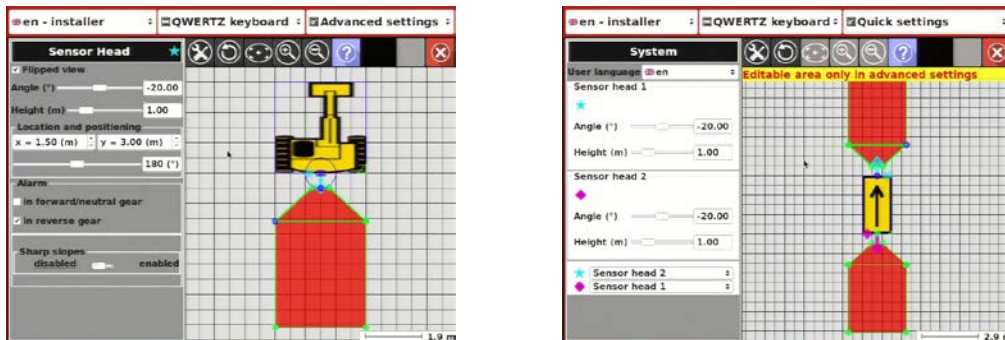 en - installer
QWERTZ keyboard
Advanced settings
Sensor Head
Flipped view
Angle (°)
-20.00
Height (m)
1.00
Location and positioning
x = 1.50 (m)
y = 3.00 (m)
180 (°)
Alarm
in forward/neutral gear
in reverse gear
Sharp slopes
disabled
enabled
?
1.9 m
en - installer
QWERTZ keyboard
Quick settings
System
User language
en
?
Editable area only in advanced settings
Sensor head 1
Angle (°)
-20.00
Height (m)
1.00
Sensor head 2
Angle (°)
-20.00
Height (m)
1.00
Sensor head 2
Sensor head 1
2.9